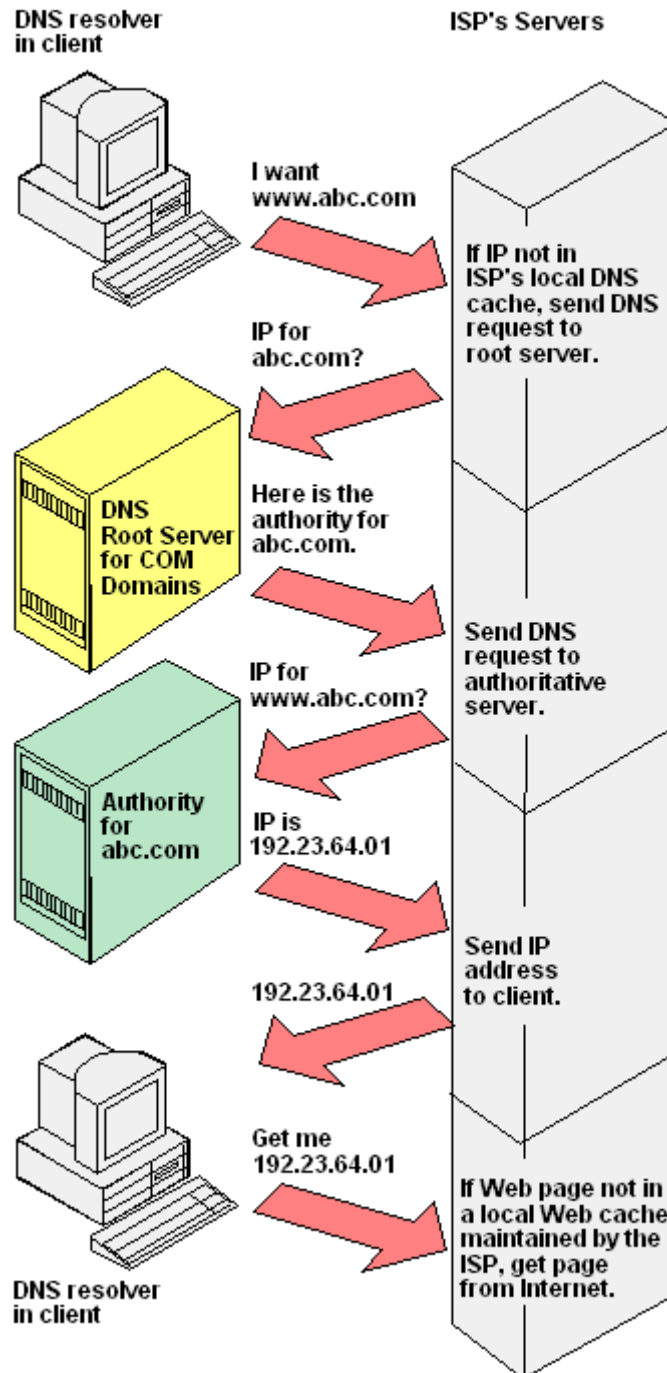 DNS resolver
in client
ISP's Servers
I want
www.abc.com
If IP not in
ISP's local DNS
cache, send DNS
request to
root server.
IP for
abc.com?
DNS
Root Server
for COM
Domains
Here is the
authority for
abc.com.
Send DNS
request to
authoritative
server.
IP for
www.abc.com?
Authority
for
abc.com
IP is
192.23.64.01
Send IP
address
to client.
192.23.64.01
Get me
192.23.64.01
If Web page not in
a local Web cache
maintained by the
ISP, get page
from Internet.
DNS resolver
in client